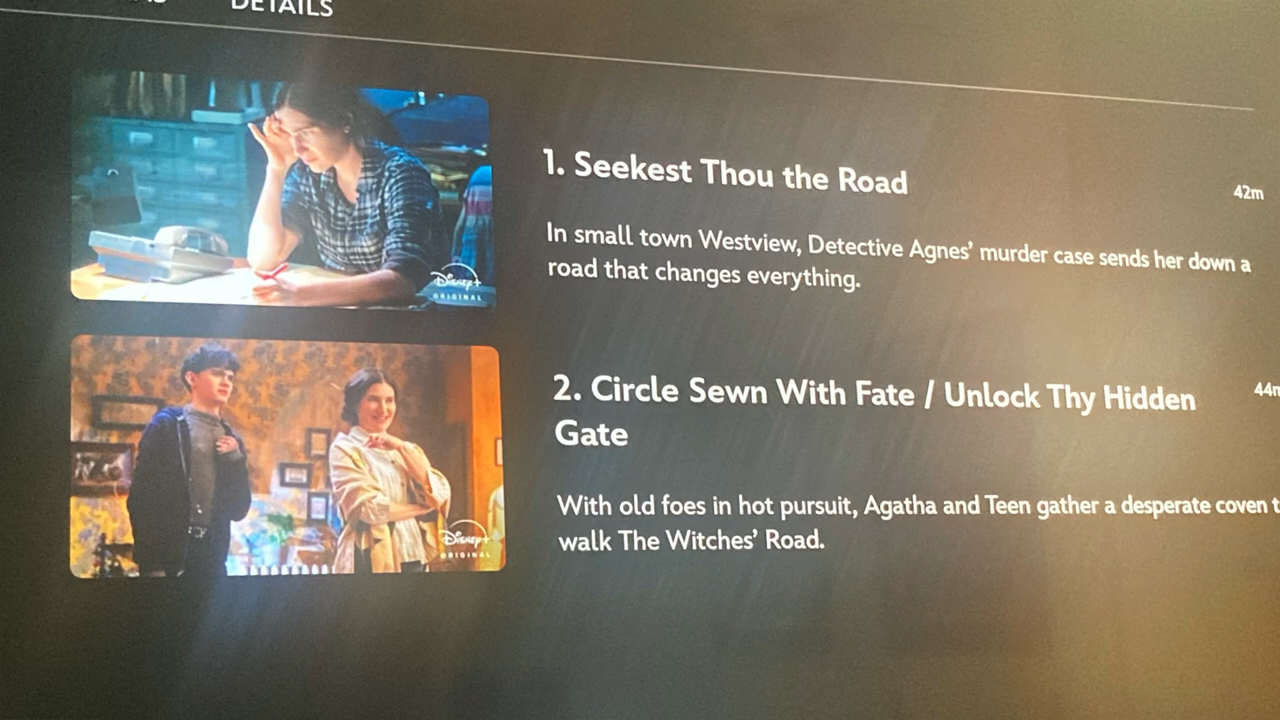 DETAILS
1. Seekest Thou the Road
42m
In small town Westview, Detective Agnes’ murder case sends her down a
road that changes everything.
Disney+
ORIGINAL
2. Circle Sewn With Fate / Unlock Thy Hidden
Gate
With old foes in hot pursuit, Agatha and Teen gather a desperate coven
walk The Witches’ Road.
Disney+
ORIGINAL